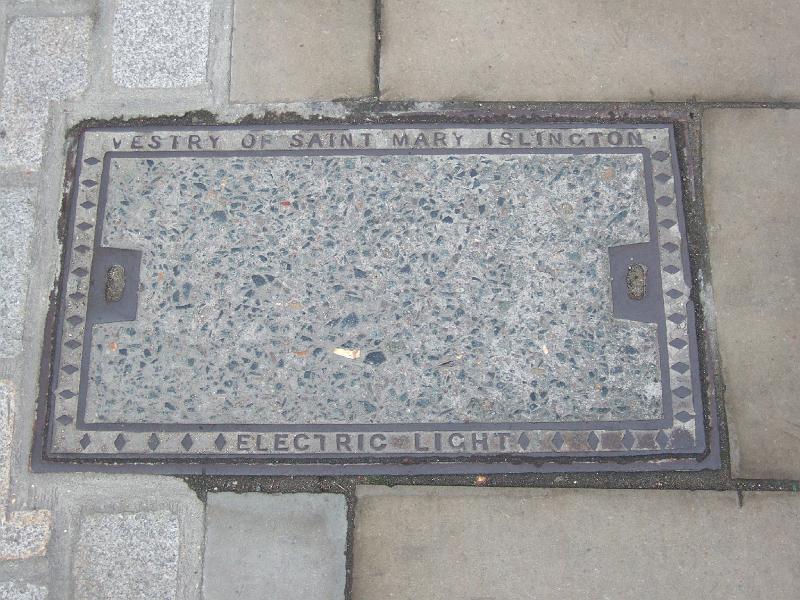 VESTRY OF SAINT MARY ISLINGTON
ELECTRIC LIGHT